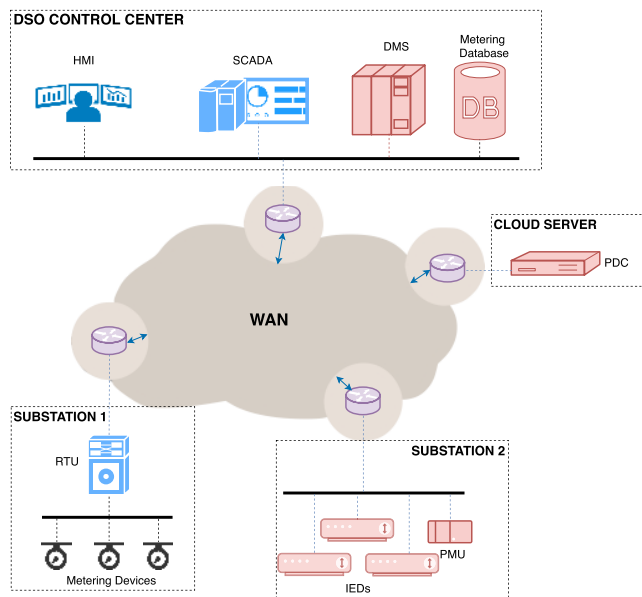 DSO CONTROL CENTER
HMI
SCADA
DMS
Metering
Database
DB
CLOUD SERVER
PDC
WAN
SUBSTATION 1
RTU
Metering Devices
SUBSTATION 2
PMU
IEDs